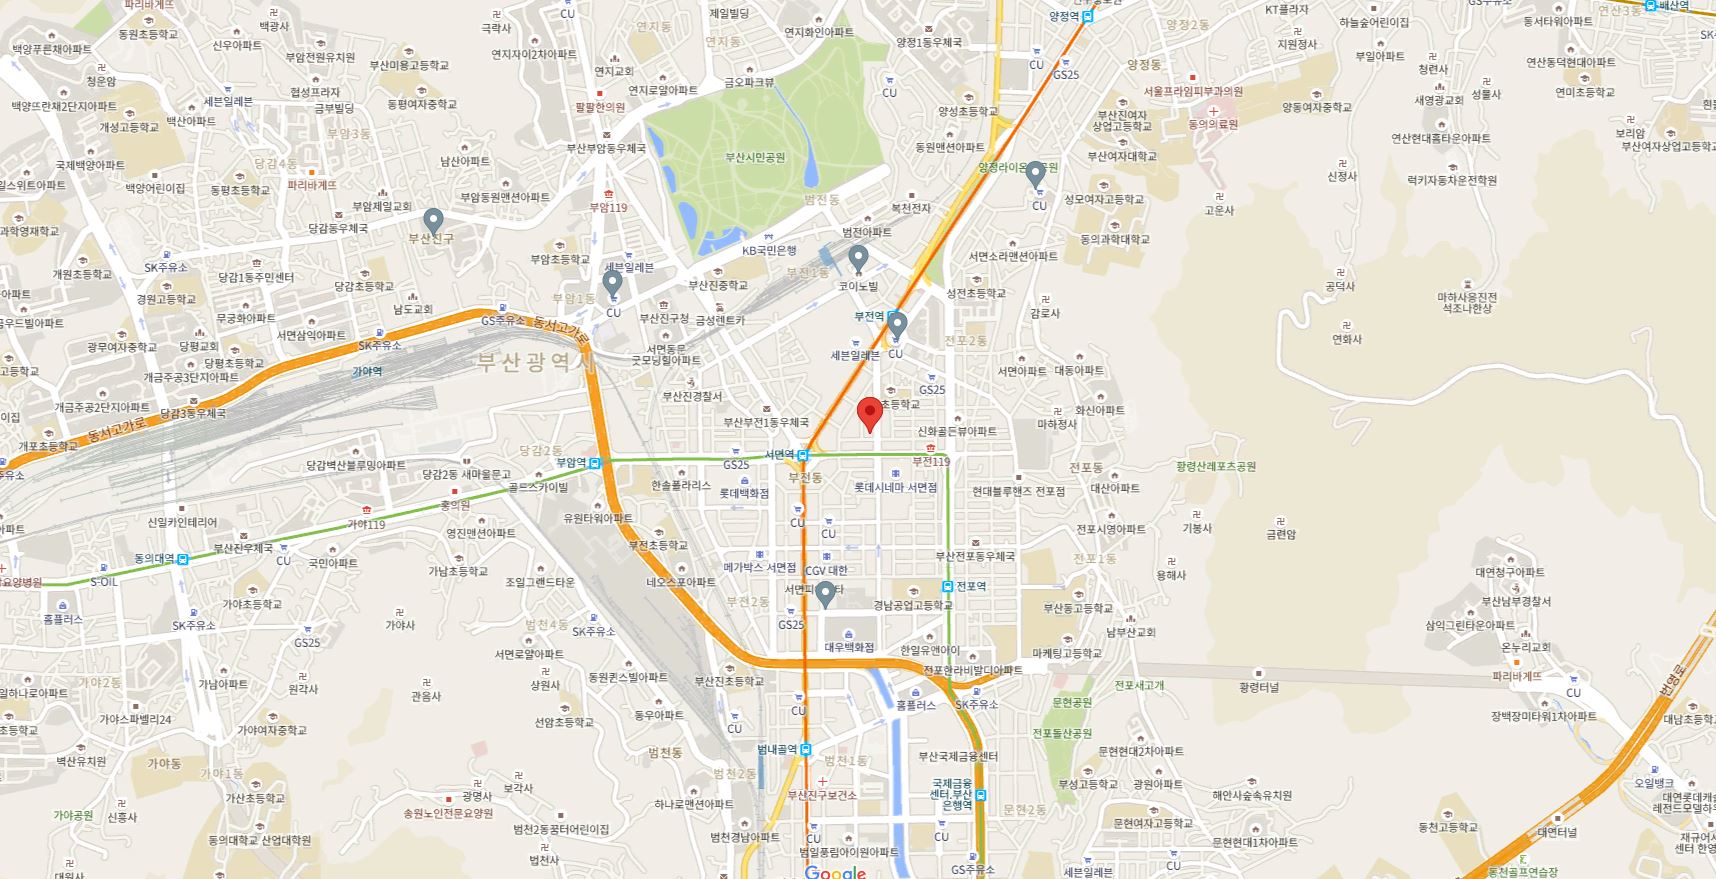 파리바게뜨
동원초등학교
백광사
CU
극락사
제일빌딩
연지동
연지화인아파트
양정역
양정2동
KT플라자
하늘숲어린이집
동서타워아파트
연산3동
배산역
백양푸른채아파트
신우아파트
부암전원유치원
연지자이2차아파트
연지동
양정1동우체국
CU
양정동
지원정사
부일아파트
청련사
연산동덕현대아파트
청운암
협성프라자
부산미용고등학교
연지교회
금오파크뷰
CU
GS25
서울프라임피부과의원
성불사
연미초등학교
백양뜨란채2단지아파트
세븐일레븐
금부빌딩
동평여자중학교
팔팔한의원
연지로얄아파트
양성초등학교
부산진여자
상업고등학교
동의의료원
양동여자중학교
새영광교회
개성고등학교
백산아파트
부암3동
부산부암동우체국
동원맨션아파트
부산여자대학교
연산현대홈타운아파트
보리암
부산여자상업고등학교
국제백양아파트
당감4동
남산아파트
부산시민공원
신정사
럭키자동차운전학원
백양어린이집
동평초등학교
파리바게뜨
부암제일교회
부암동원맨션아파트
부암119
범전동
복천전자
CU
성모여자고등학교
고운사
당감동우체국
부산진구
범전아파트
동의과학대학교
과학영재학교
개원초등학교
SK주유소
당감1동주민센터
부암초등학교
세븐일레븐
KB국민은행
부전1동
서면소라맨션아파트
경원고등학교
당감초등학교
남도교회
부암1동
CU
부산진중학교
코이노빌
성전초등학교
공덕사
마하사응진전
석조나한상
무궁화아파트
서면삼익아파트
GS주유소
동서고가로
부산진구청
금성렌트카
부전역
감로사
연화사
광무여자중학교
당평교회
SK주유소
서면동문
굿모닝힐아파트
세븐일레븐
CU
전포2동
당평초등학교
개금주공3단지아파트
가야역
부산광역시
서면아파트
대동아파트
개금주공2단지아파트
당감3동우체국
부산진경찰서
초등학교
GS25
화신아파트
동서고가로
개포초등학교
부산부전1동우체국
신화골든뷰아파트
마하정사
당감2동
당감벽산블루밍아파트
당감2동 새마을문고
부암역
서면역
GS25
부전동
부전119
전포동
황령산레포츠공원
골드스카이빌
한솔폴라리스
롯데백화점
롯데시네마 서면점
현대블루핸즈 전포점
대산아파트
홍의원
가야119
신일카인테리어
영진맨션아파트
유원타워아파트
CU
CU
전포시영아파트
기봉사
금련암
부산진우체국
국민아파트
CU
부전초등학교
메가박스 서면점
CGV 대한
부산전포동우체국
전포1동
용해사
동의대역
S-OIL
가남초등학교
조일그랜드타운
네오스포아파트
전포역
대연청구아파트
홈플러스
가야초등학교
부전2동
경남공업고등학교
부산동고등학교
부산남부경찰서
SK주유소
가야사
GS25
범천4동
SK주유소
GS25
대우백화점
한일유앤아이
남부산교회
삼익그린타운아파트
온누리교회
서면로얄아파트
마케팅고등학교
가야2동
가남아파트
원각사
관음사
상원사
동원퀸스빌아파트
부산진초등학교
전포한라비발디아파트
전포새고개
황령터널
파리바게뜨
CU
번영로
가야스파벨리24
선암초등학교
동우아파트
CU
CU
홈플러스
SK주유소
문현공원
장백장미타워1차아파트
벽산유치원
가야동
가야여자중학교
범천동
범내골역
범천1동
부산국제금융센터
전포돌산공원
문현현대2차아파트
가야1동
광명사
보각사
범천2동
부산진구보건소
국제금융
센터.부산
은행역
부성고등학교
광원아파트
해안사숲속유치원
오일뱅크
가야공원
신흥사
가산초등학교
송원노인전문요양원
하나로맨션아파트
문현2동
문현여자고등학교
동천고등학교
대연터널
동의대학교 산업대학원
범천2동꿈터어린이집
범천경남아파트
CU
범일풍림아이원아파트
CU
문현현대1차아파트
범천사
대원사
Google
GS주유소
세븐일레븐
CU
동천골프연습장